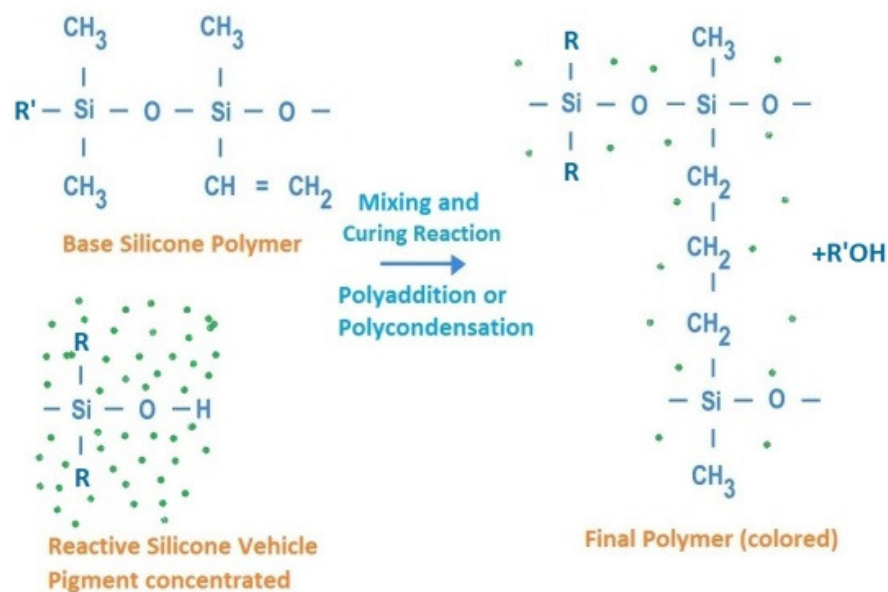 CH3 CH3
R' — Si — O — Si — O —
CH3 CH = CH2
Base Silicone Polymer
R
— Si — O — H
R
Reactive Silicone Vehicle
Pigment concentrated
Mixing and
Curing Reaction
Polyaddition or
Polycondensation
R CH3
— Si — O — Si — O —
R CH2
CH2
+R'OH
CH2
— Si — O —
CH3
Final Polymer (colored)